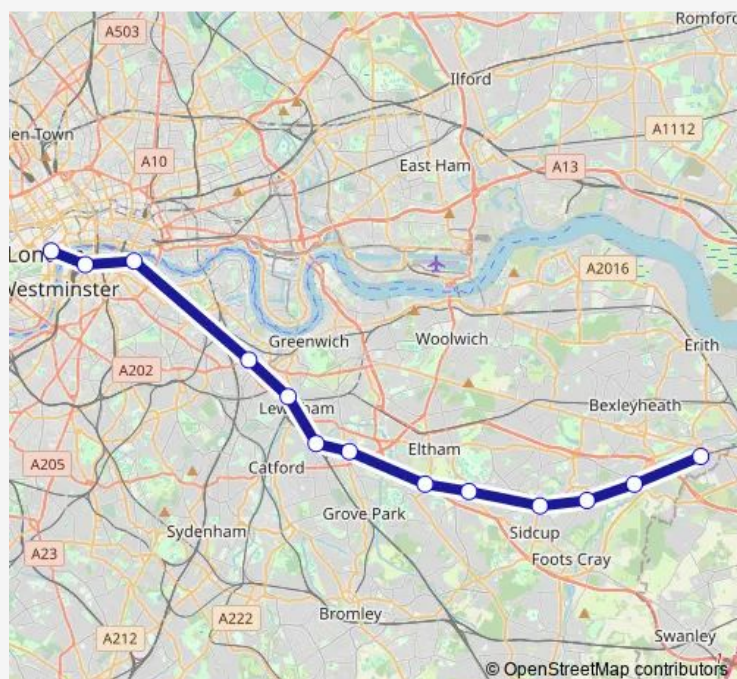 Romford
A503
Ilford
en Town
A1112
A10
East Ham
A13
Lon
Westminster
A2016
Greenwich
Woolwich
Erith
A202
Bexleyheath
Lewisham
Eltham
A205
Catford
Grove Park
Sydenham
Sidcup
A23
Foots Cray
Bromley
A222
A212
Swanley
© OpenStreetMap contributors